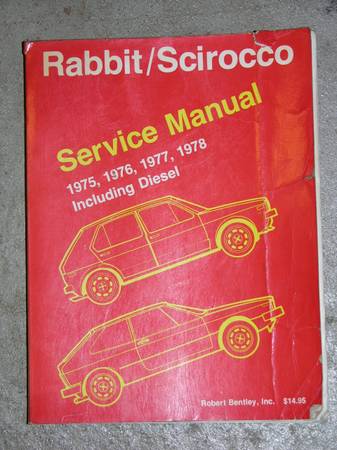 Rabbit/Scirocco
Service Manual
1975, 1976, 1977, 1978
Including Diesel
Robert Bentley, Inc. $14.95